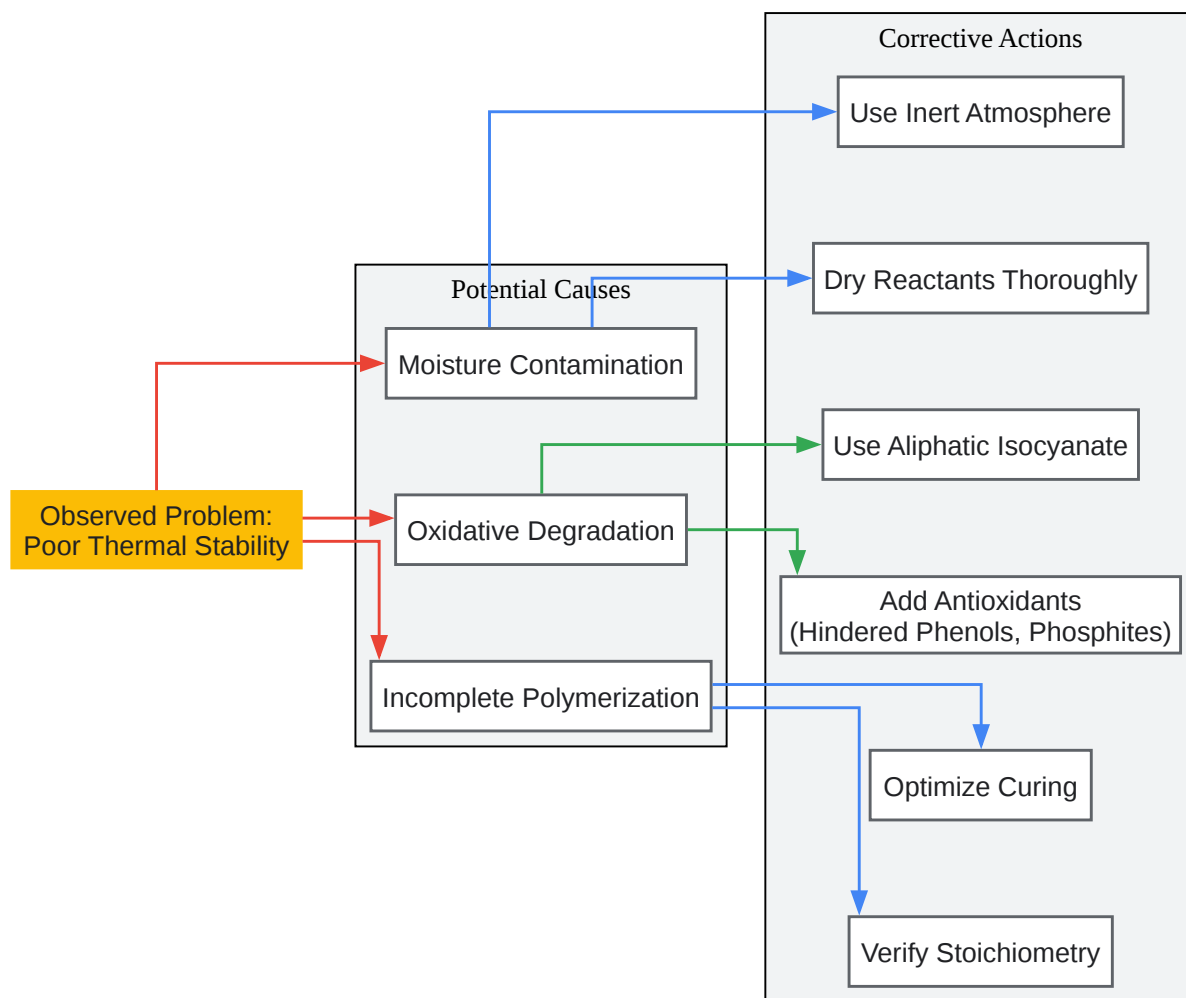 Corrective Actions
Use Inert Atmosphere
Dry Reactants Thoroughly
Potential Causes
Moisture Contamination
Use Aliphatic Isocyanate
Observed Problem:
Poor Thermal Stability
Oxidative Degradation
Add Antioxidants
(Hindered Phenols, Phosphites)
Incomplete Polymerization
Optimize Curing
Verify Stoichiometry